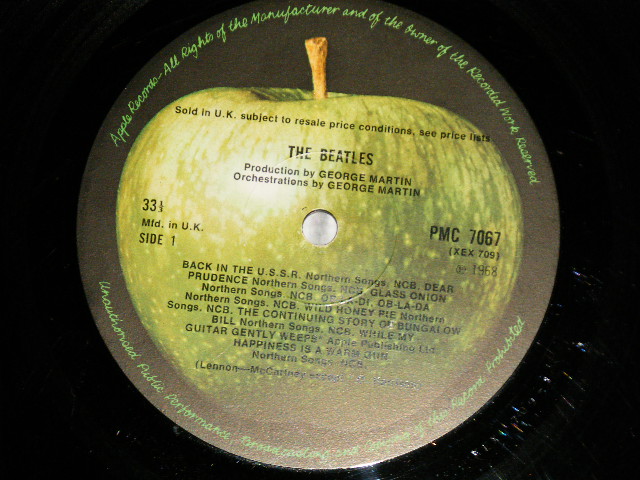 Apple Records - All Rights of the Manufacturer and of the Owner of the Recorded Work Reserved
Sold in U.K. subject to resale price conditions, see price lists
THE BEATLES
Production by GEORGE MARTIN
Orchestrations by GEORGE MARTIN
33⅓
Mfd. in U.K.
SIDE 1
PMC 7067
(XEX 709)
℗ 1968
BACK IN THE U.S.S.R. Northern Songs. NCB. DEAR
PRUDENCE Northern Songs. NCB. GLASS ONION
Northern Songs. NCB. OB-LA-DI, OB-LA-DA
Northern Songs. NCB. WILD HONEY PIE Northern
Songs. NCB. THE CONTINUING STORY OF BUNGALOW
BILL Northern Songs. NCB. WHILE MY
GUITAR GENTLY WEEPS* Apple Publishing Ltd.
HAPPINESS IS A WARM GUN
Northern Songs. NCB.
(Lennon—McCartney
Unauthorised Public Performance, Broadcasting and Copying of this Record Prohibited